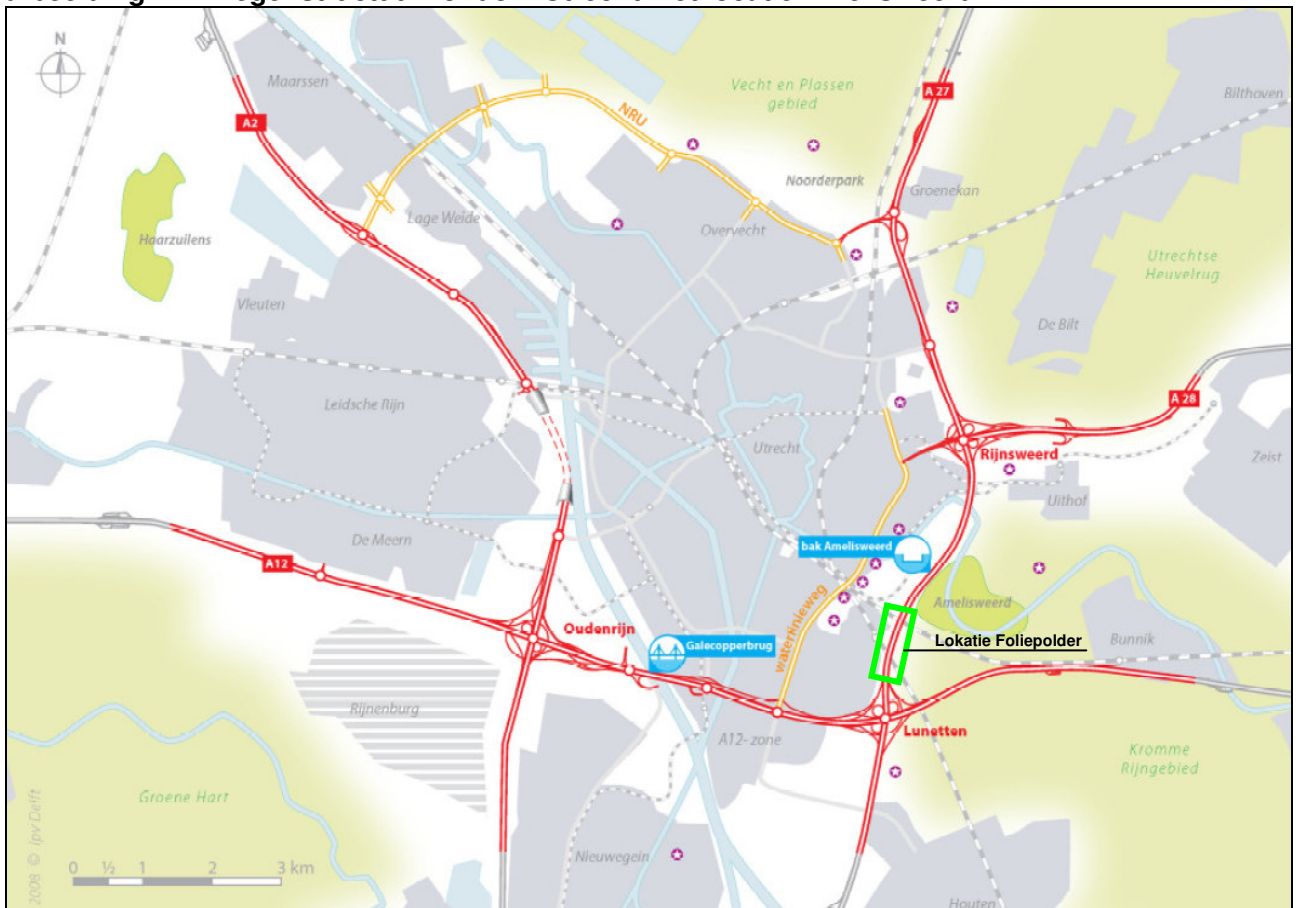 N
Maarssen
A2
NRU
Vecht en Plassen
gebied
A 27
Bilthoven
Noorderpark
Groenekan
Haarzuilens
Lage Weide
Overvecht
Utrechtse
Heuvelrug
Vleuten
De Bilt
Leidsche Rijn
A 28
Utrecht
Rijnsweerd
Zeist
Uithof
De Meern
bak Amelisweerd
A12
Amelisweerd
Oudenrijn
Galecopperbrug
waterlinieweg
Lokatie Foliepolder
Bunnik
Rijnenburg
A12- zone
Lunetten
Kromme
Rijngebied
Groene Hart
2008 © ipv Delft
0 ½ 1 2 3 km
Nieuwegein
Houten